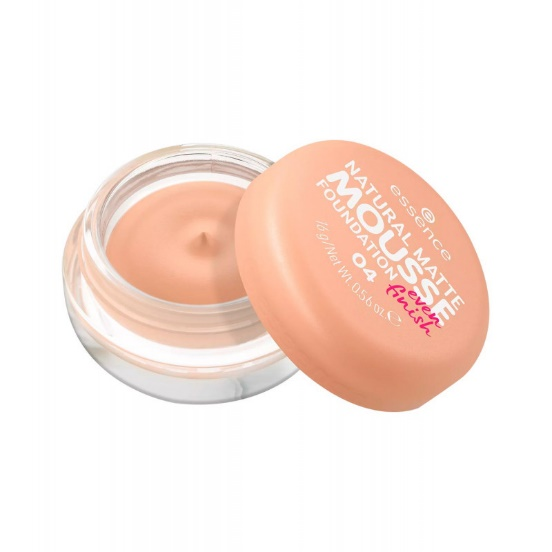 essence
NATURAL MATTE
MOUSSE
FOUNDATION
04
16 g/Net Wt. 0.56 oz. ℮
even
finish